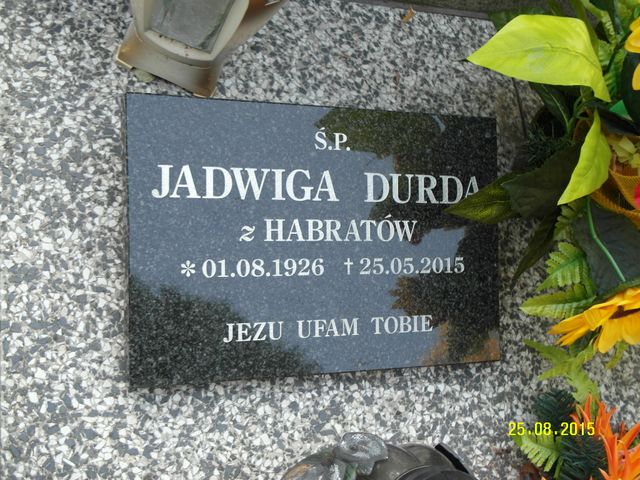 Ś.P.
JADWIGA DURDA
z HABRATÓW
* 01.08.1926 † 25.05.2015
JEZU UFAM TOBIE
25.08.2015